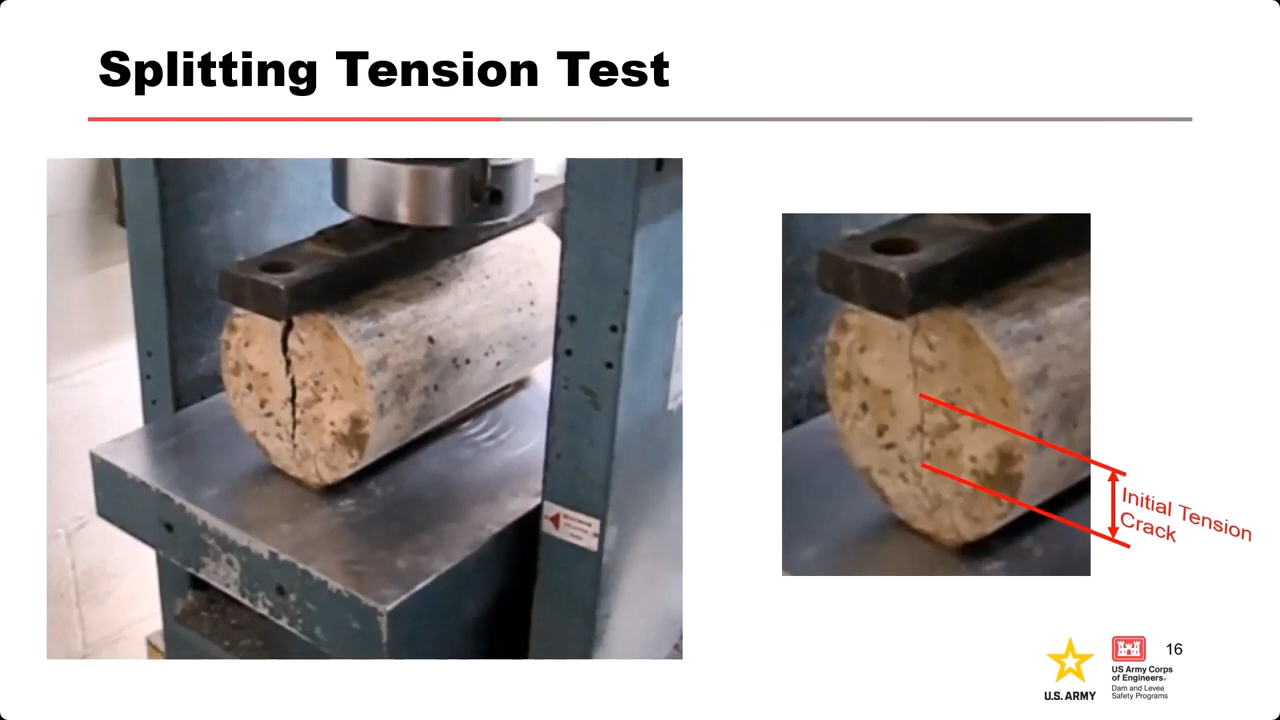 Splitting Tension Test
Initial Tension
Crack
16
U.S. ARMY
US Army Corps
of Engineers®
Dam and Levee
Safety Programs